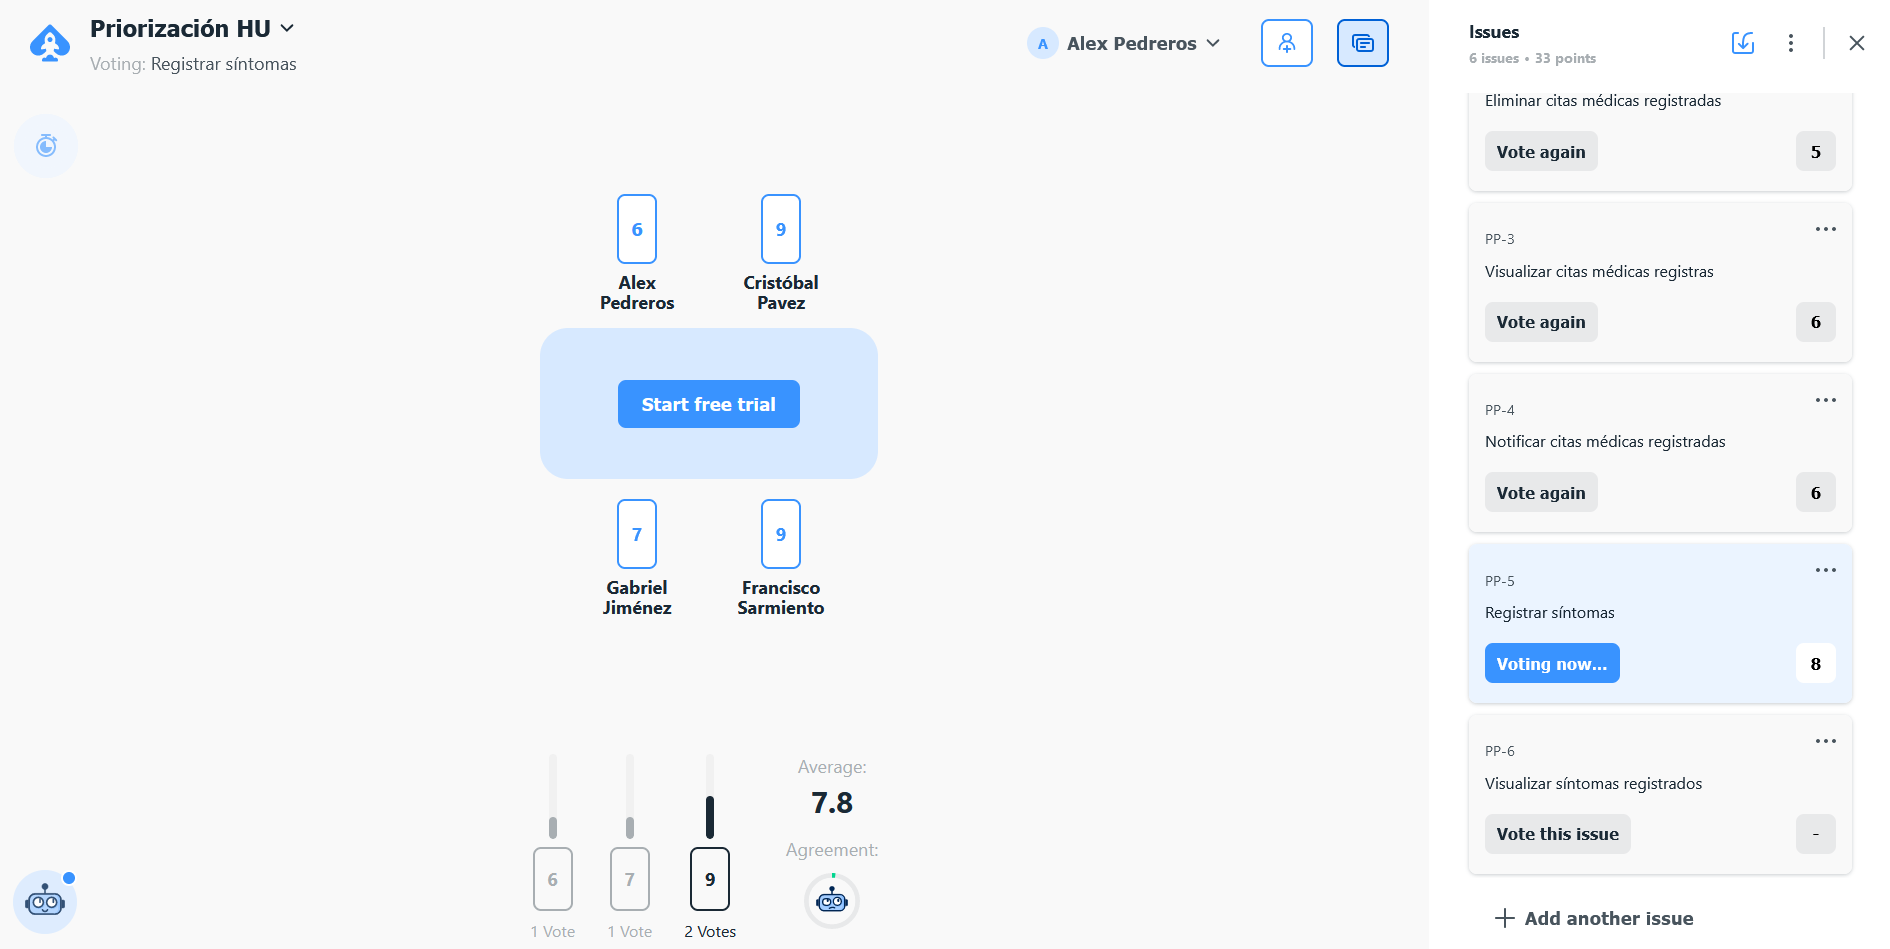 Priorización HU
Voting: Registrar síntomas
A
Alex Pedreros
6
9
Alex
Pedreros
Cristóbal
Pavez
Start free trial
7
9
Gabriel
Jiménez
Francisco
Sarmiento
6
7
9
1 Vote
1 Vote
2 Votes
Average:
7.8
Agreement:
Issues
6 issues • 33 points
Eliminar citas médicas registradas
Vote again
5
PP-3
Visualizar citas médicas registras
Vote again
6
PP-4
Notificar citas médicas registradas
Vote again
6
PP-5
Registrar síntomas
Voting now...
8
PP-6
Visualizar síntomas registrados
Vote this issue
-
Add another issue